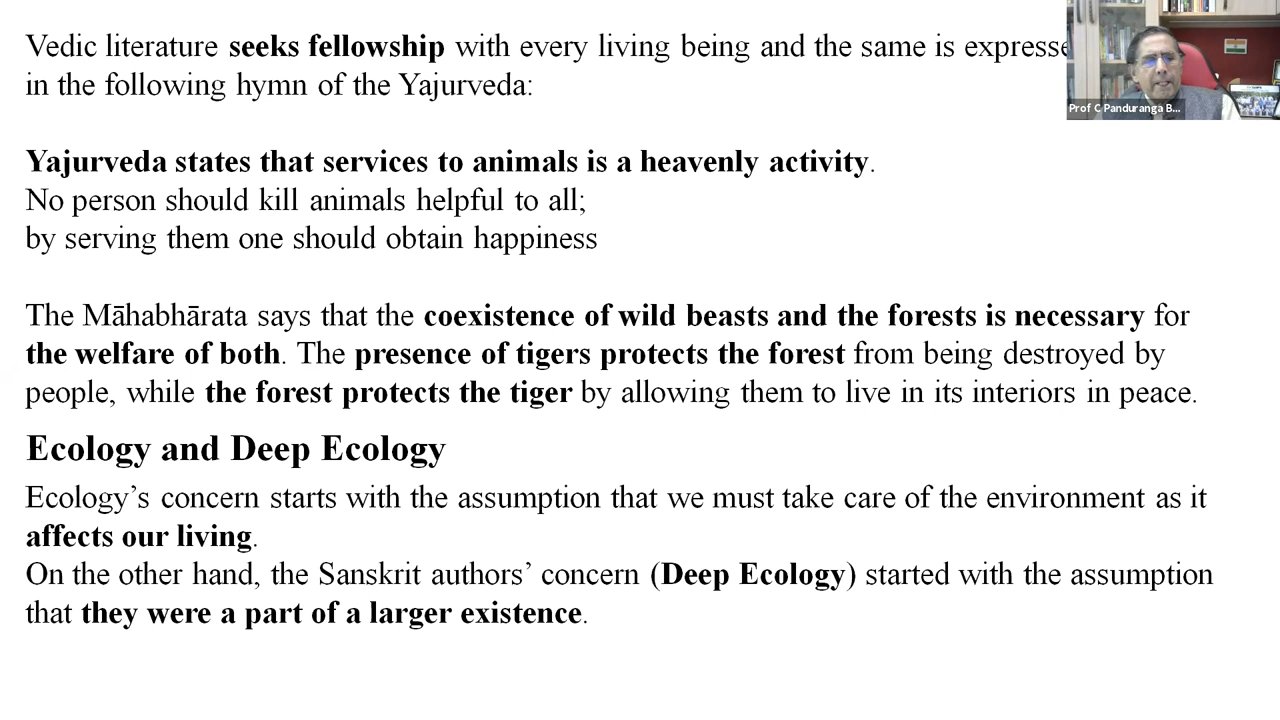 Vedic literature seeks fellowship with every living being and the same is expresse
in the following hymn of the Yajurveda:
Prof C Panduranga B...
Yajurveda states that services to animals is a heavenly activity.
No person should kill animals helpful to all;
by serving them one should obtain happiness
The Māhabhārata says that the coexistence of wild beasts and the forests is necessary for
the welfare of both. The presence of tigers protects the forest from being destroyed by
people, while the forest protects the tiger by allowing them to live in its interiors in peace.
Ecology and Deep Ecology
Ecology’s concern starts with the assumption that we must take care of the environment as it
affects our living.
On the other hand, the Sanskrit authors’ concern (Deep Ecology) started with the assumption
that they were a part of a larger existence.